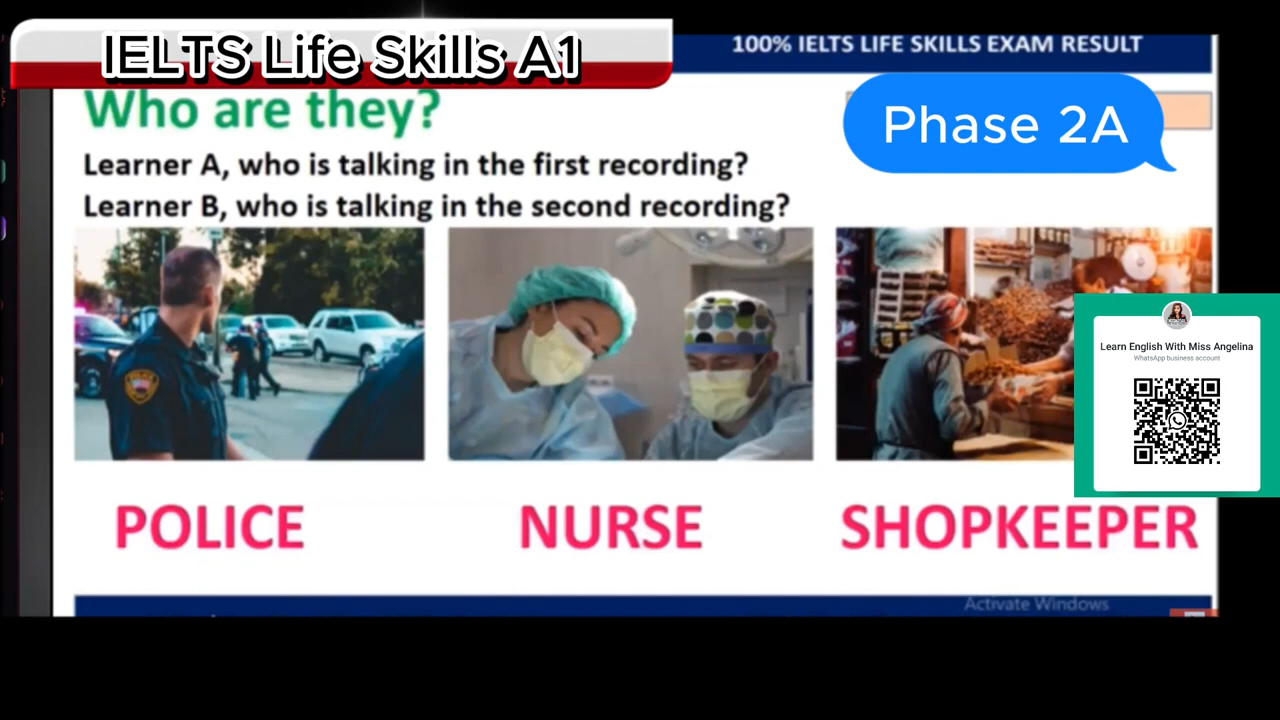 IELTS Life Skills A1
100% IELTS LIFE SKILLS EXAM RESULT
Phase 2A
Who are they?
Learner A, who is talking in the first recording?
Learner B, who is talking in the second recording?
POLICE
Learn English With Miss Angelina
WhatsApp business account
POLICE
NURSE
SHOPKEEPER
Activate Windows